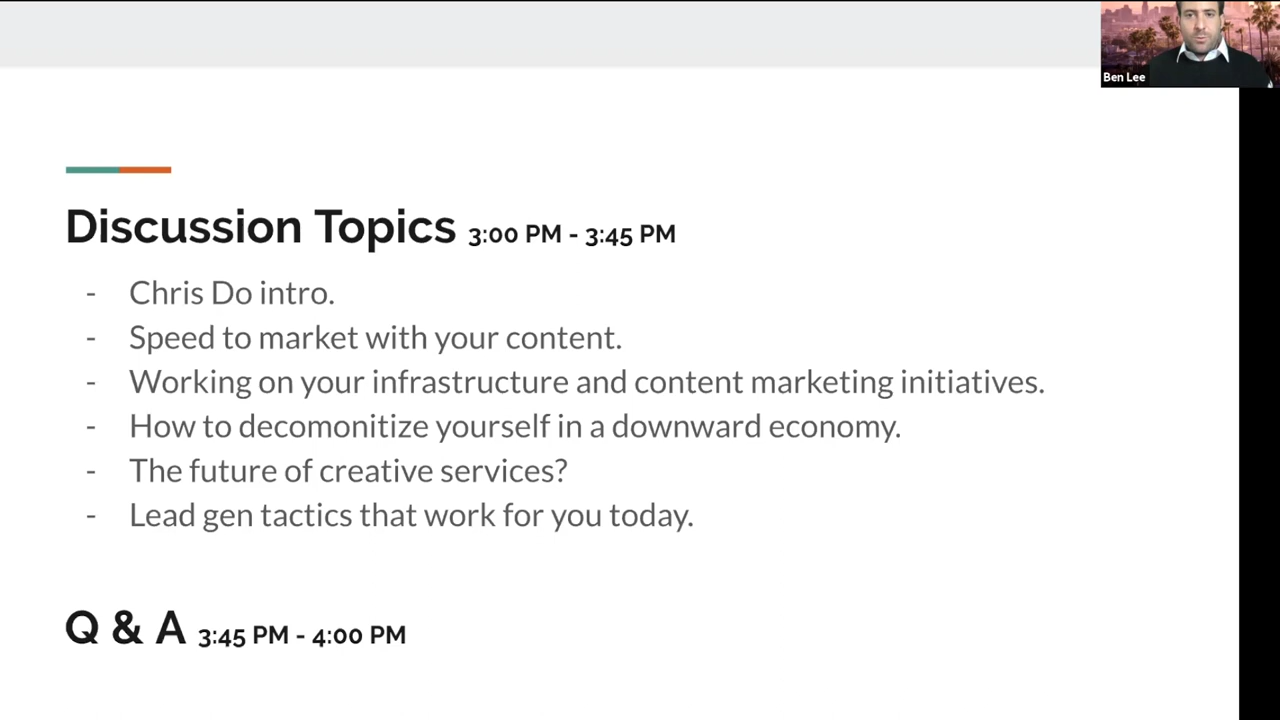 Ben Lee
Discussion Topics 3:00 PM - 3:45 PM
- Chris Do intro.
- Speed to market with your content.
- Working on your infrastructure and content marketing initiatives.
- How to decomonitize yourself in a downward economy.
- The future of creative services?
- Lead gen tactics that work for you today.
Q & A 3:45 PM - 4:00 PM